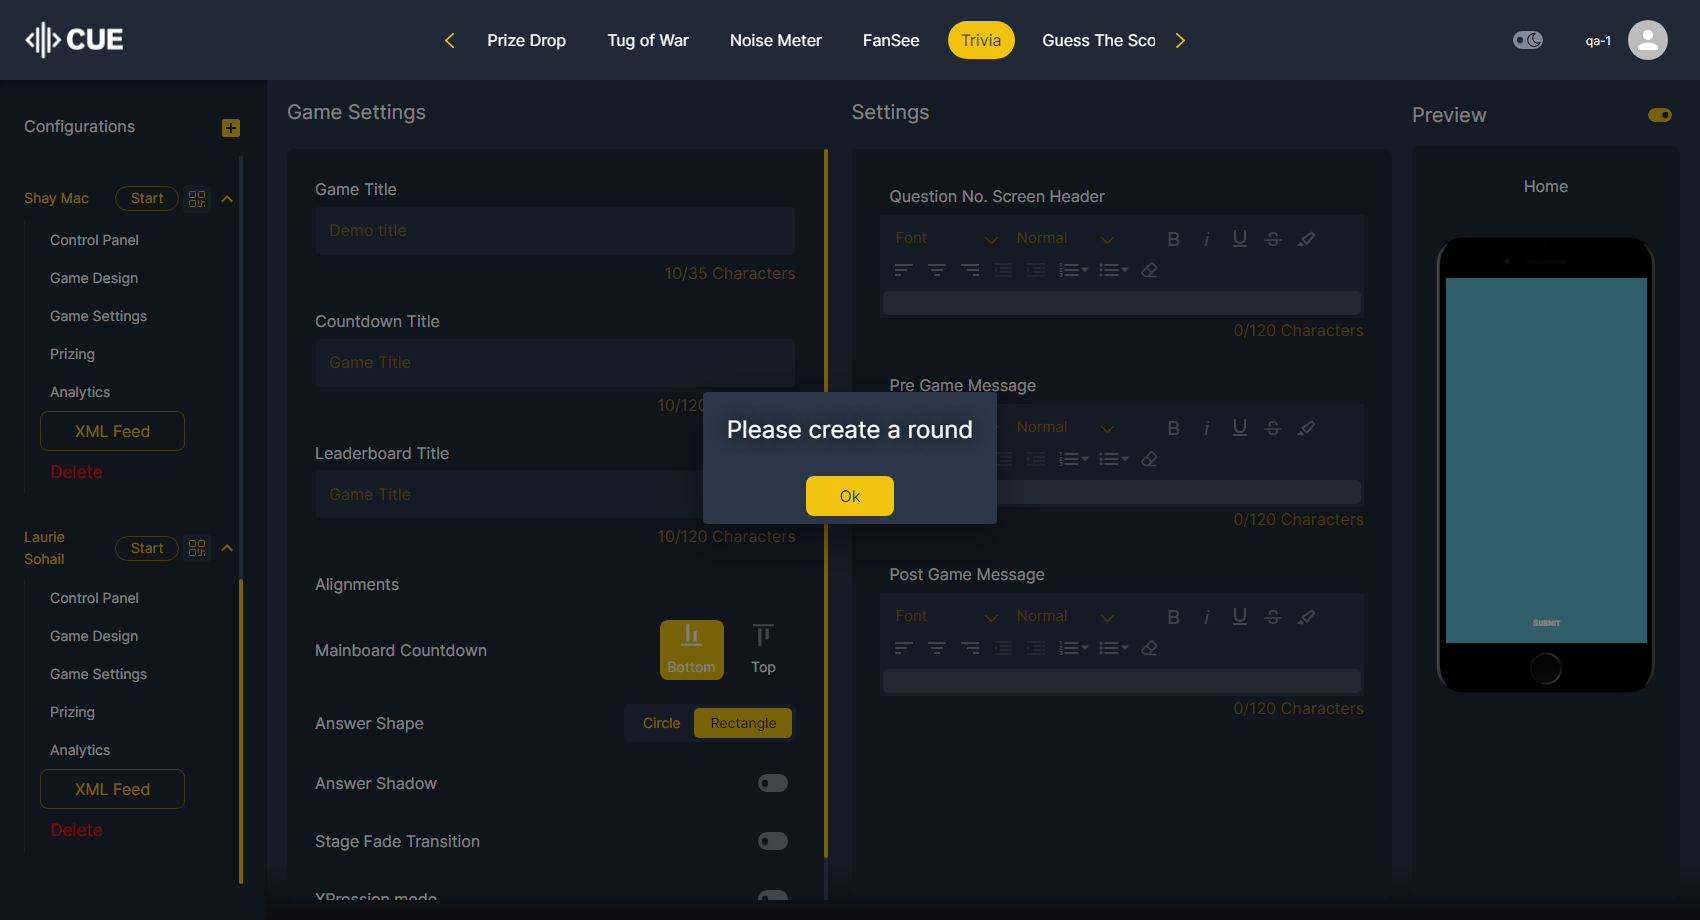 CUE
Prize Drop
Tug of War
Noise Meter
FanSee
Trivia
Guess The Sco
qa-1
Configurations
Shay Mac
Start
Control Panel
Game Design
Game Settings
Prizing
Analytics
XML Feed
Delete
Laurie
Sohail
Start
Control Panel
Game Design
Game Settings
Prizing
Analytics
XML Feed
Delete
Game Settings
Game Title
Demo title
10/35 Characters
Countdown Title
Game Title
10/120
Leaderboard Title
Game Title
10/120 Characters
Alignments
Mainboard Countdown
Bottom
Top
Answer Shape
Circle
Rectangle
Answer Shadow
Stage Fade Transition
XPression mode
Please create a round
Ok
Settings
Question No. Screen Header
Font
Normal
0/120 Characters
Pre Game Message
Normal
0/120 Characters
Post Game Message
Font
Normal
0/120 Characters
Preview
Home
SUBMIT